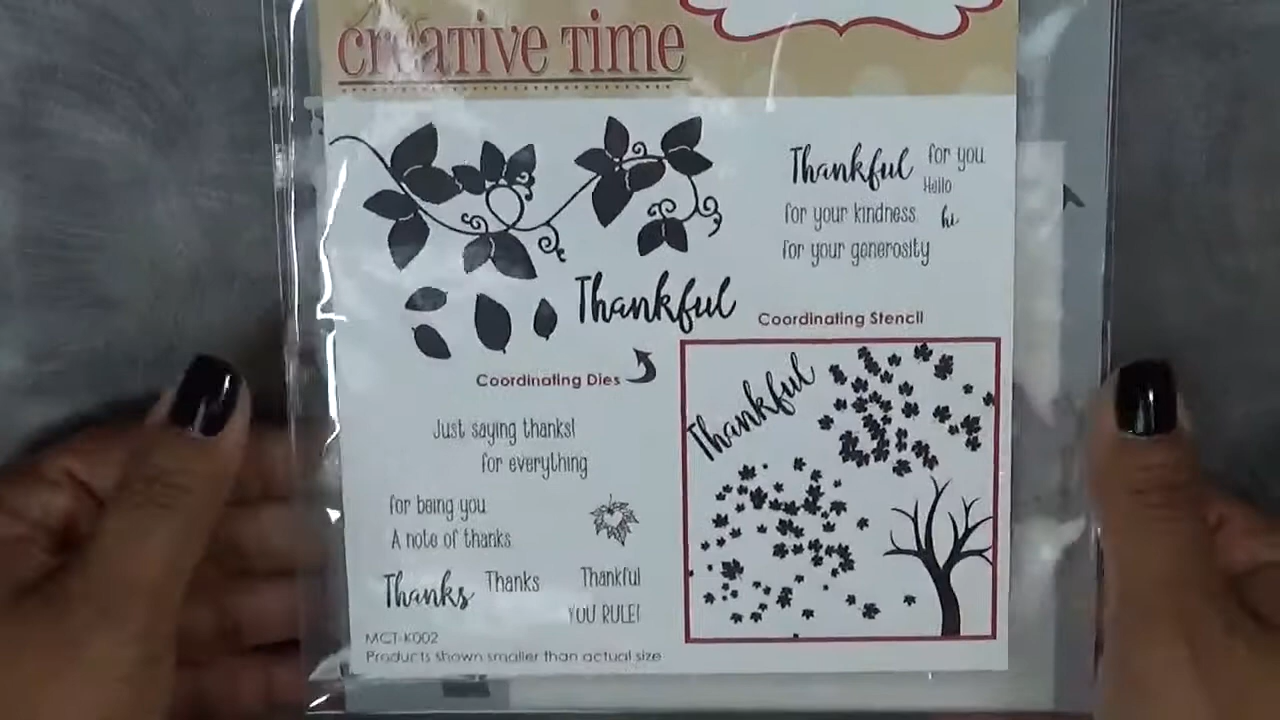 creative time
Thankful for you
Hello
for your kindness hi
for your generosity
Thankful
Coordinating Stencil
Coordinating Dies
Thankful
Just saying thanks!
for everything
for being you
A note of thanks
Thanks Thanks Thankful
YOU RULE!
MCT-K002
Products shown smaller than actual size